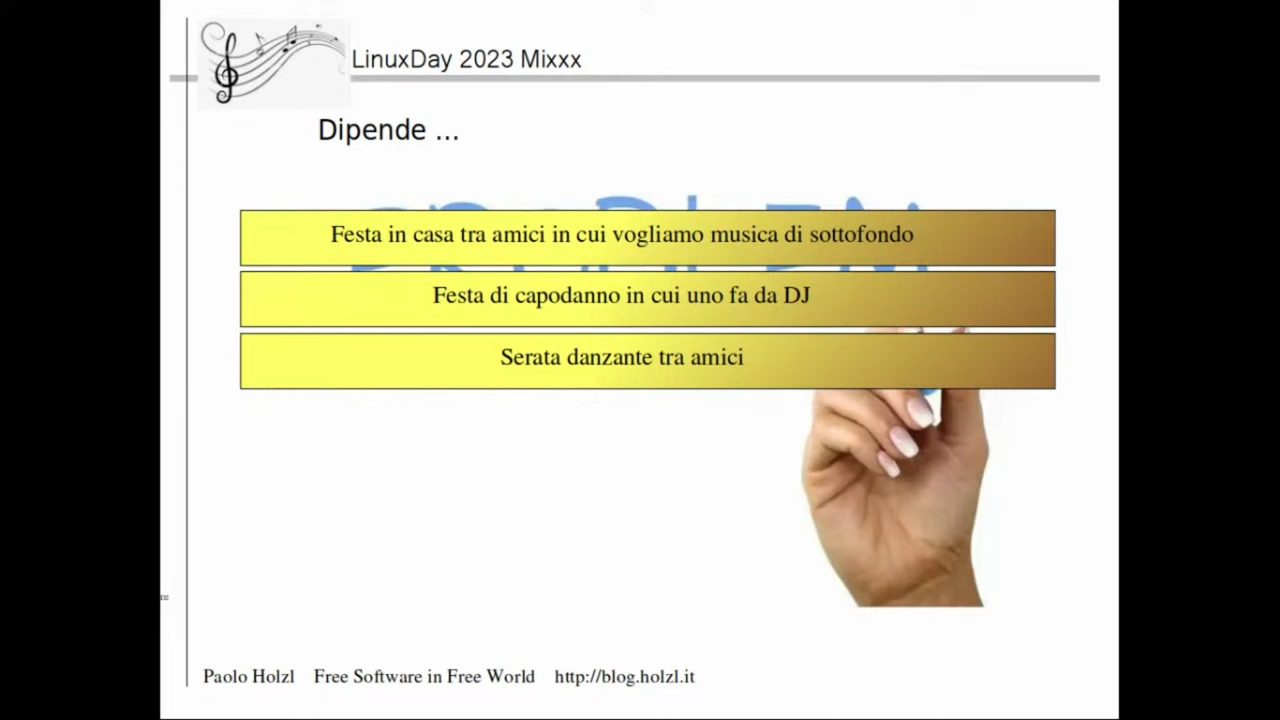 LinuxDay 2023 Mixxx
Dipende ...
Festa in casa tra amici in cui vogliamo musica di sottofondo
Festa di capodanno in cui uno fa da DJ
Serata danzante tra amici
Paolo Holzl Free Software in Free World http://blog.holzl.it